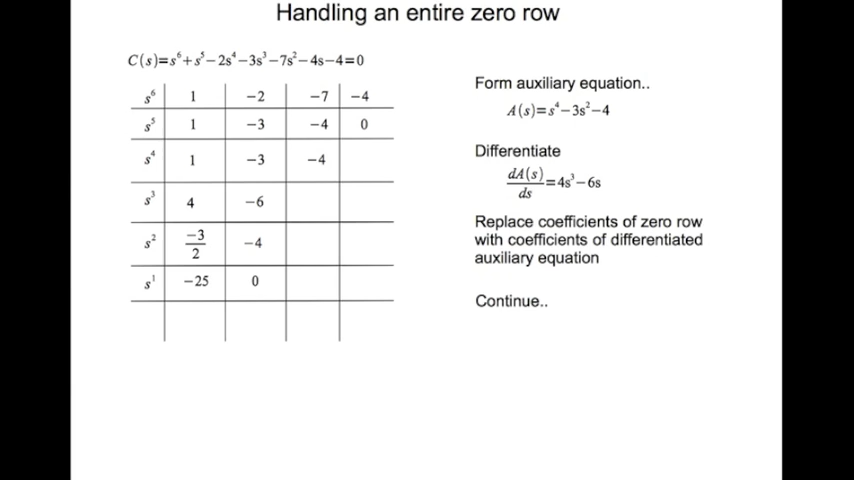 Handling an entire zero row
C(s)=s⁶+s⁵−2s⁴−3s³−7s²−4s−4=0
s⁶ 1 −2 −7 −4
s⁵ 1 −3 −4 0
s⁴ 1 −3 −4
s³ 4 −6
s² −3/2 −4
s¹ −25 0
Form auxiliary equation..
A(s)=s⁴−3s²−4
Differentiate
dA(s)/ds=4s³−6s
Replace coefficients of zero row
with coefficients of differentiated
auxiliary equation
Continue..